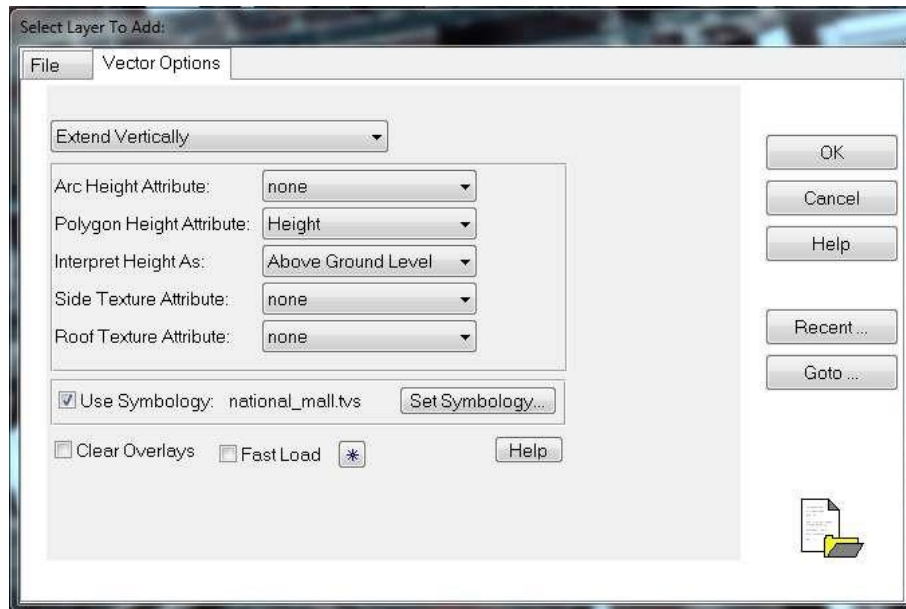 Select Layer To Add:
File
Vector Options
Extend Vertically
Arc Height Attribute: none
Polygon Height Attribute: Height
Interpret Height As: Above Ground Level
Side Texture Attribute: none
Roof Texture Attribute: none
Use Symbology: national_mall.tvs Set Symbology...
Clear Overlays Fast Load Help
OK
Cancel
Help
Recent ...
Goto ...